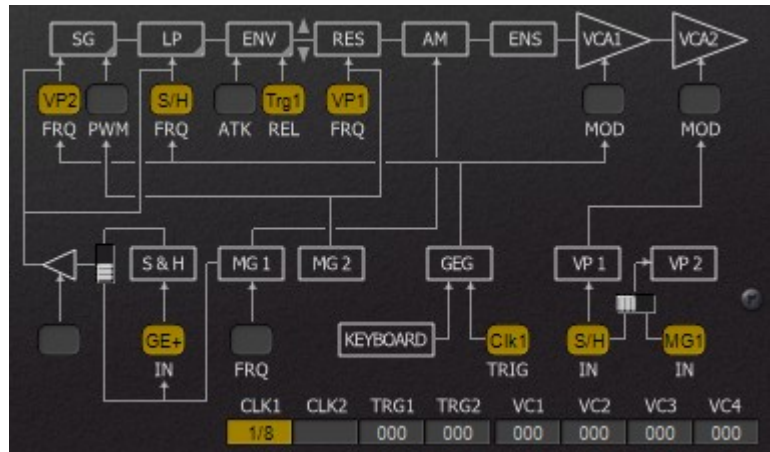 SG LP ENV RES AM ENS VCA1 VCA2
VP2 S/H Trg1 VP1
FRQ PWM FRQ ATK REL FRQ MOD MOD
S & H MG 1 MG 2 GEG VP 1 VP 2
GE+ KEYBOARD Clk1 S/H MG1
IN FRQ TRIG IN IN
CLK1 CLK2 TRG1 TRG2 VC1 VC2 VC3 VC4
1/8 000 000 000 000 000 000